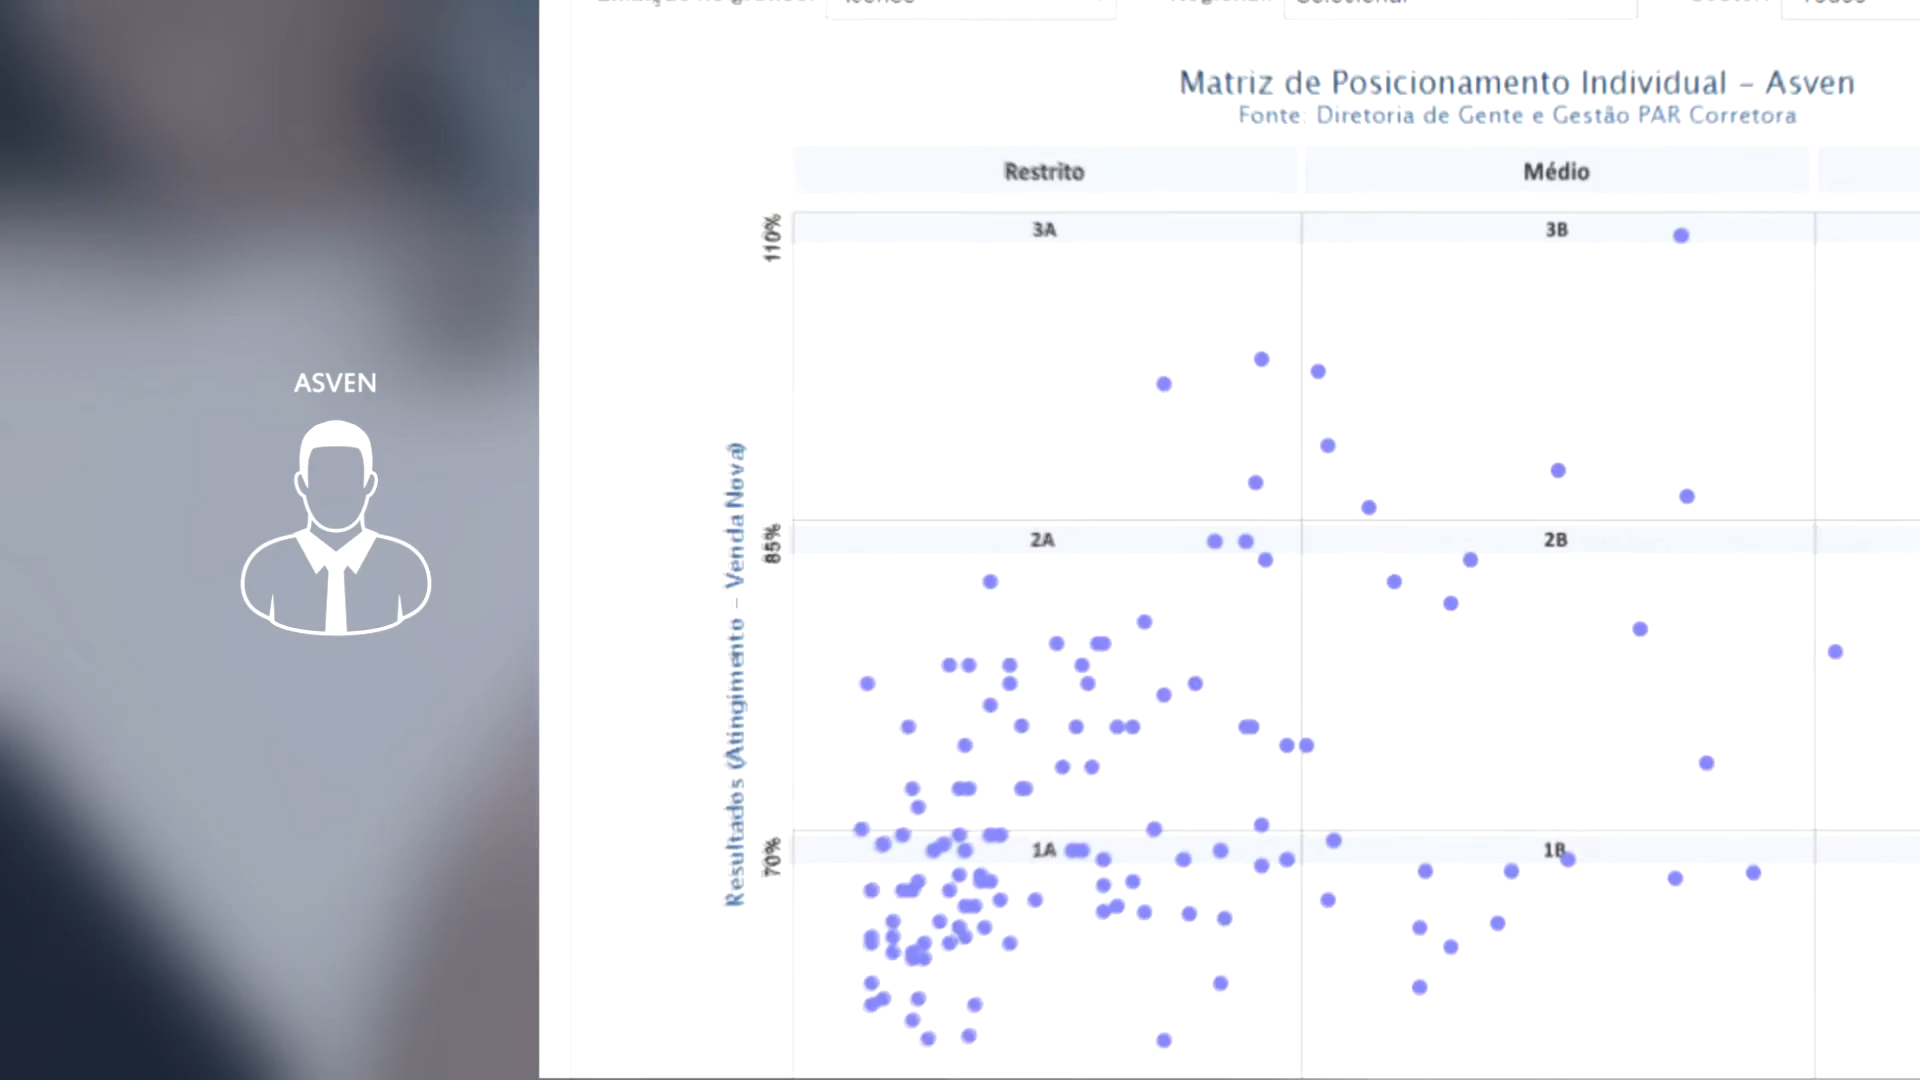 Matriz de Posicionamento Individual – Asven
Fonte: Diretoria de Gente e Gestão PAR Corretora
Restrito
Médio
110%
3A
3B
ASVEN
Resultados (Atingimento – Venda Nova)
85%
2A
2B
70%
1A
1B